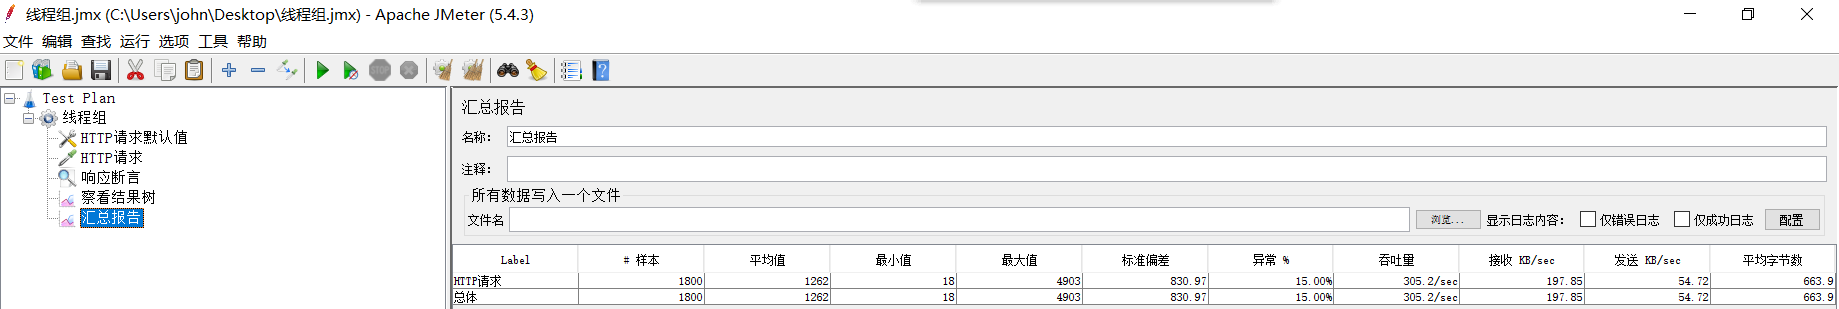 线程组.jmx (C:\Users\john\Desktop\线程组.jmx) - Apache JMeter (5.4.3)
文件 编辑 查找 运行 选项 工具 帮助
Test Plan
线程组
HTTP请求默认值
HTTP请求
响应断言
察看结果树
汇总报告
汇总报告
名称: 汇总报告
注释:
所有数据写入一个文件
文件名 浏览... 显示日志内容: 仅错误日志 仅成功日志 配置
Label # 样本 平均值 最小值 最大值 标准偏差 异常 % 吞吐量 接收 KB/sec 发送 KB/sec 平均字节数
HTTP请求 1800 1262 18 4903 830.97 15.00% 305.2/sec 197.85 54.72 663.9
总体 1800 1262 18 4903 830.97 15.00% 305.2/sec 197.85 54.72 663.9